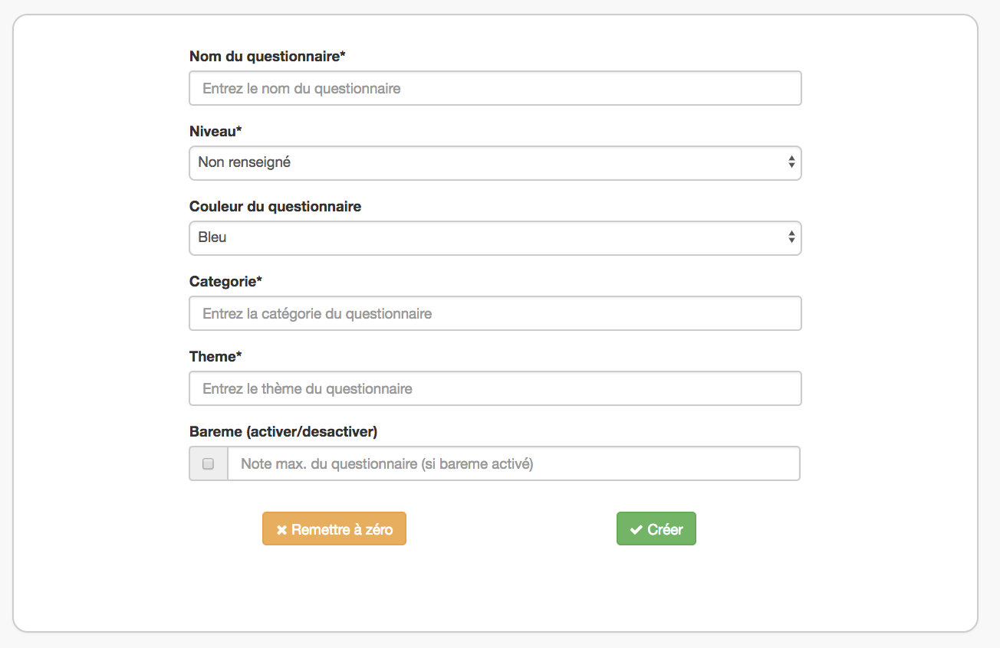 Nom du questionnaire*
Entrez le nom du questionnaire
Niveau*
Non renseigné
Couleur du questionnaire
Bleu
Categorie*
Entrez la catégorie du questionnaire
Theme*
Entrez le thème du questionnaire
Bareme (activer/desactiver)
Note max. du questionnaire (si bareme activé)
Remettre à zéro
Créer